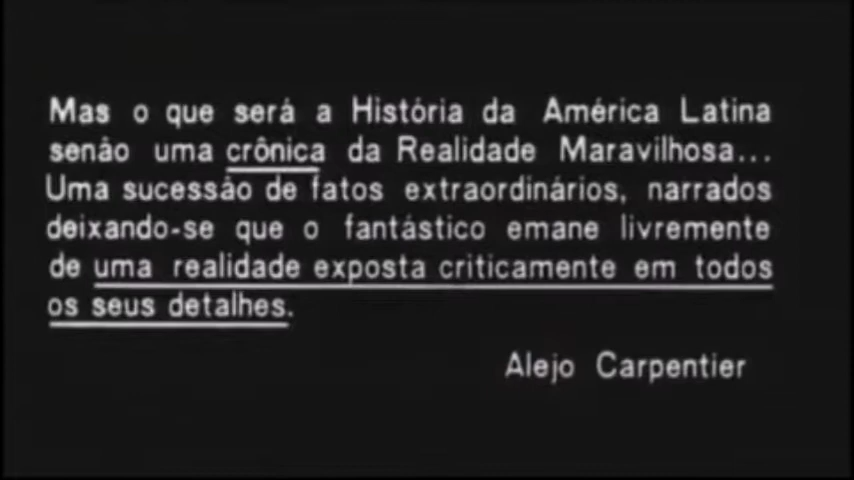 Mas o que será a História da América Latina
senão uma crônica da Realidade Maravilhosa...
Uma sucessão de fatos extraordinários, narrados
deixando-se que o fantástico emane livremente
de uma realidade exposta criticamente em todos
os seus detalhes.
Alejo Carpentier